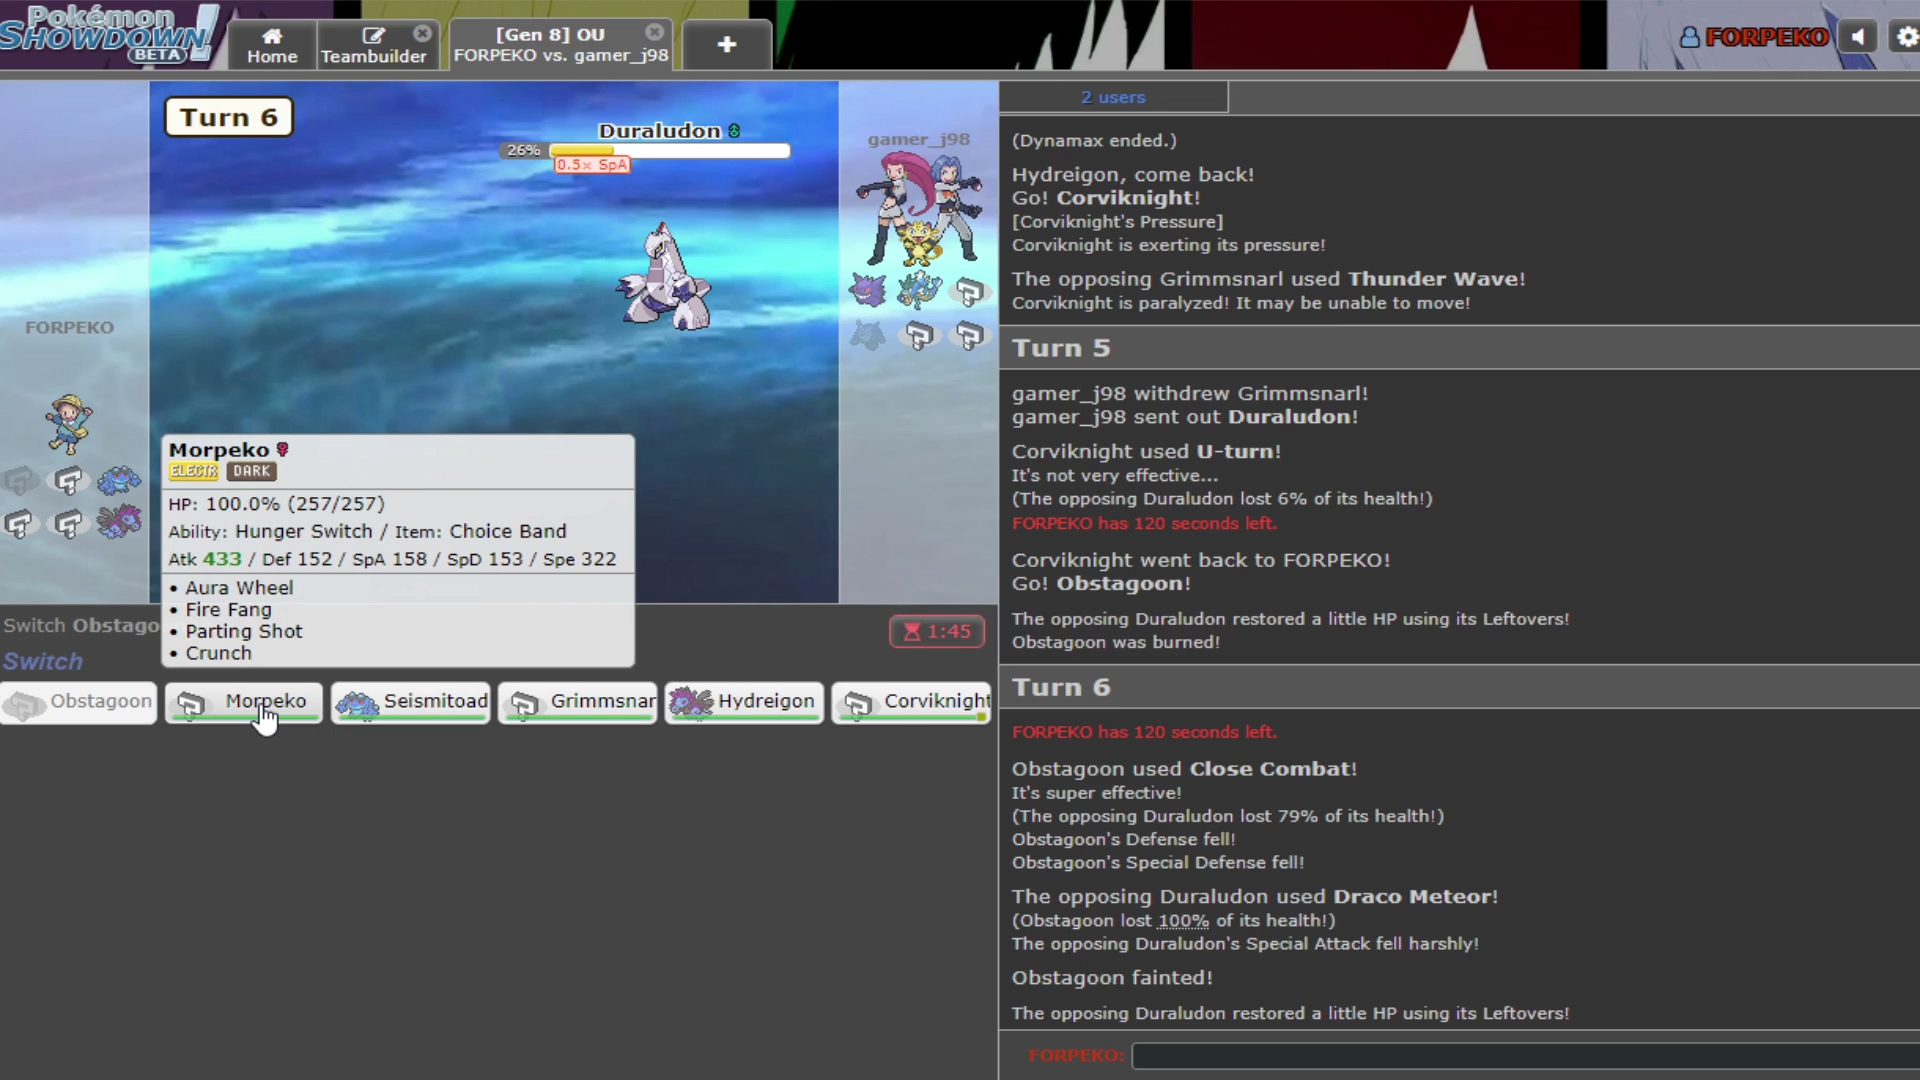 Pokémon
SHOWDOWN!
BETA
Home
Teambuilder
[Gen 8] OU
FORPEKO vs. gamer_j98
+
FORPEKO
Turn 6
Duraludon
26%
0.5× SpA
gamer_j98
FORPEKO
Morpeko
ELECTR DARK
HP: 100.0% (257/257)
Ability: Hunger Switch / Item: Choice Band
Atk 433 / Def 152 / SpA 158 / SpD 153 / Spe 322
• Aura Wheel
• Fire Fang
• Parting Shot
• Crunch
Switch Obstago
1:45
Switch
Obstagoon
Morpeko
Seismitoad
Grimmsnar
Hydreigon
Corviknight
2 users
(Dynamax ended.)
Hydreigon, come back!
Go! Corviknight!
[Corviknight's Pressure]
Corviknight is exerting its pressure!
The opposing Grimmsnarl used Thunder Wave!
Corviknight is paralyzed! It may be unable to move!
Turn 5
gamer_j98 withdrew Grimmsnarl!
gamer_j98 sent out Duraludon!
Corviknight used U-turn!
It's not very effective...
(The opposing Duraludon lost 6% of its health!)
FORPEKO has 120 seconds left.
Corviknight went back to FORPEKO!
Go! Obstagoon!
The opposing Duraludon restored a little HP using its Leftovers!
Obstagoon was burned!
Turn 6
FORPEKO has 120 seconds left.
Obstagoon used Close Combat!
It's super effective!
(The opposing Duraludon lost 79% of its health!)
Obstagoon's Defense fell!
Obstagoon's Special Defense fell!
The opposing Duraludon used Draco Meteor!
(Obstagoon lost 100% of its health!)
The opposing Duraludon's Special Attack fell harshly!
Obstagoon fainted!
The opposing Duraludon restored a little HP using its Leftovers!
FORPEKO: